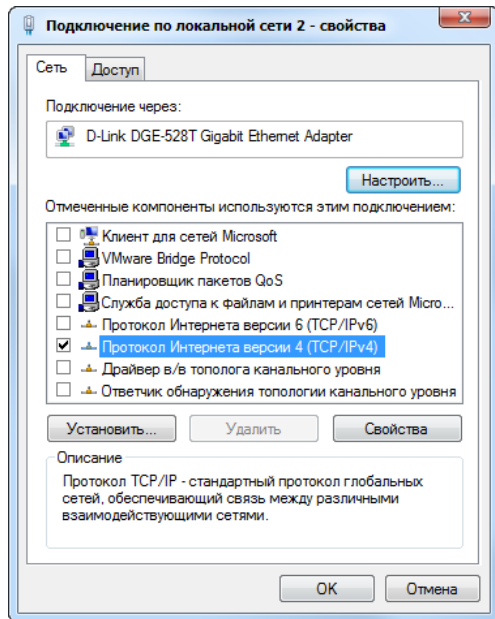 Подключение по локальной сети 2 - свойства
Сеть
Доступ
Подключение через:
D-Link DGE-528T Gigabit Ethernet Adapter
Настроить...
Отмеченные компоненты используются этим подключением:
Клиент для сетей Microsoft
VMware Bridge Protocol
Планировщик пакетов QoS
Служба доступа к файлам и принтерам сетей Micro...
Протокол Интернета версии 6 (TCP/IPv6)
Протокол Интернета версии 4 (TCP/IPv4)
Драйвер в/в тополога канального уровня
Ответчик обнаружения топологии канального уровня
Установить...
Удалить
Свойства
Описание
Протокол TCP/IP - стандартный протокол глобальных
сетей, обеспечивающий связь между различными
взаимодействующими сетями.
OK
Отмена